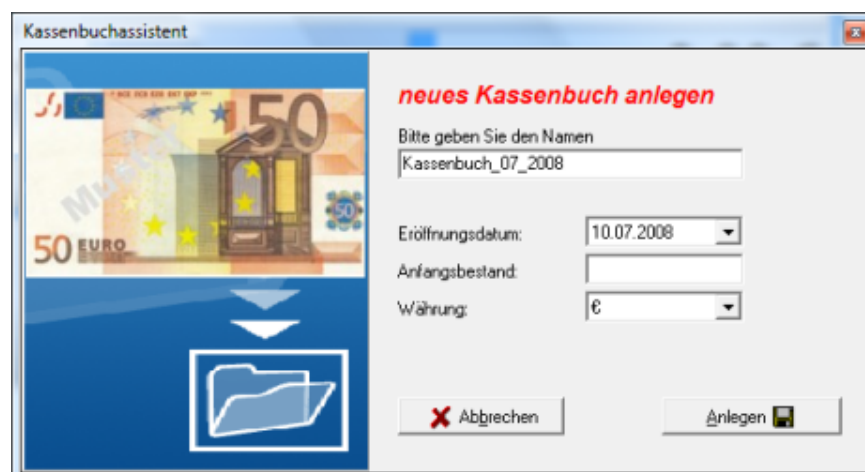 Kassenbuchassistent
50
Muster
50 EURO
50
neues Kassenbuch anlegen
Bitte geben Sie den Namen
Kassenbuch_07_2008
Eröffnungsdatum:
10.07.2008
Anfangsbestand:
Währung:
€
Abbrechen
Anlegen